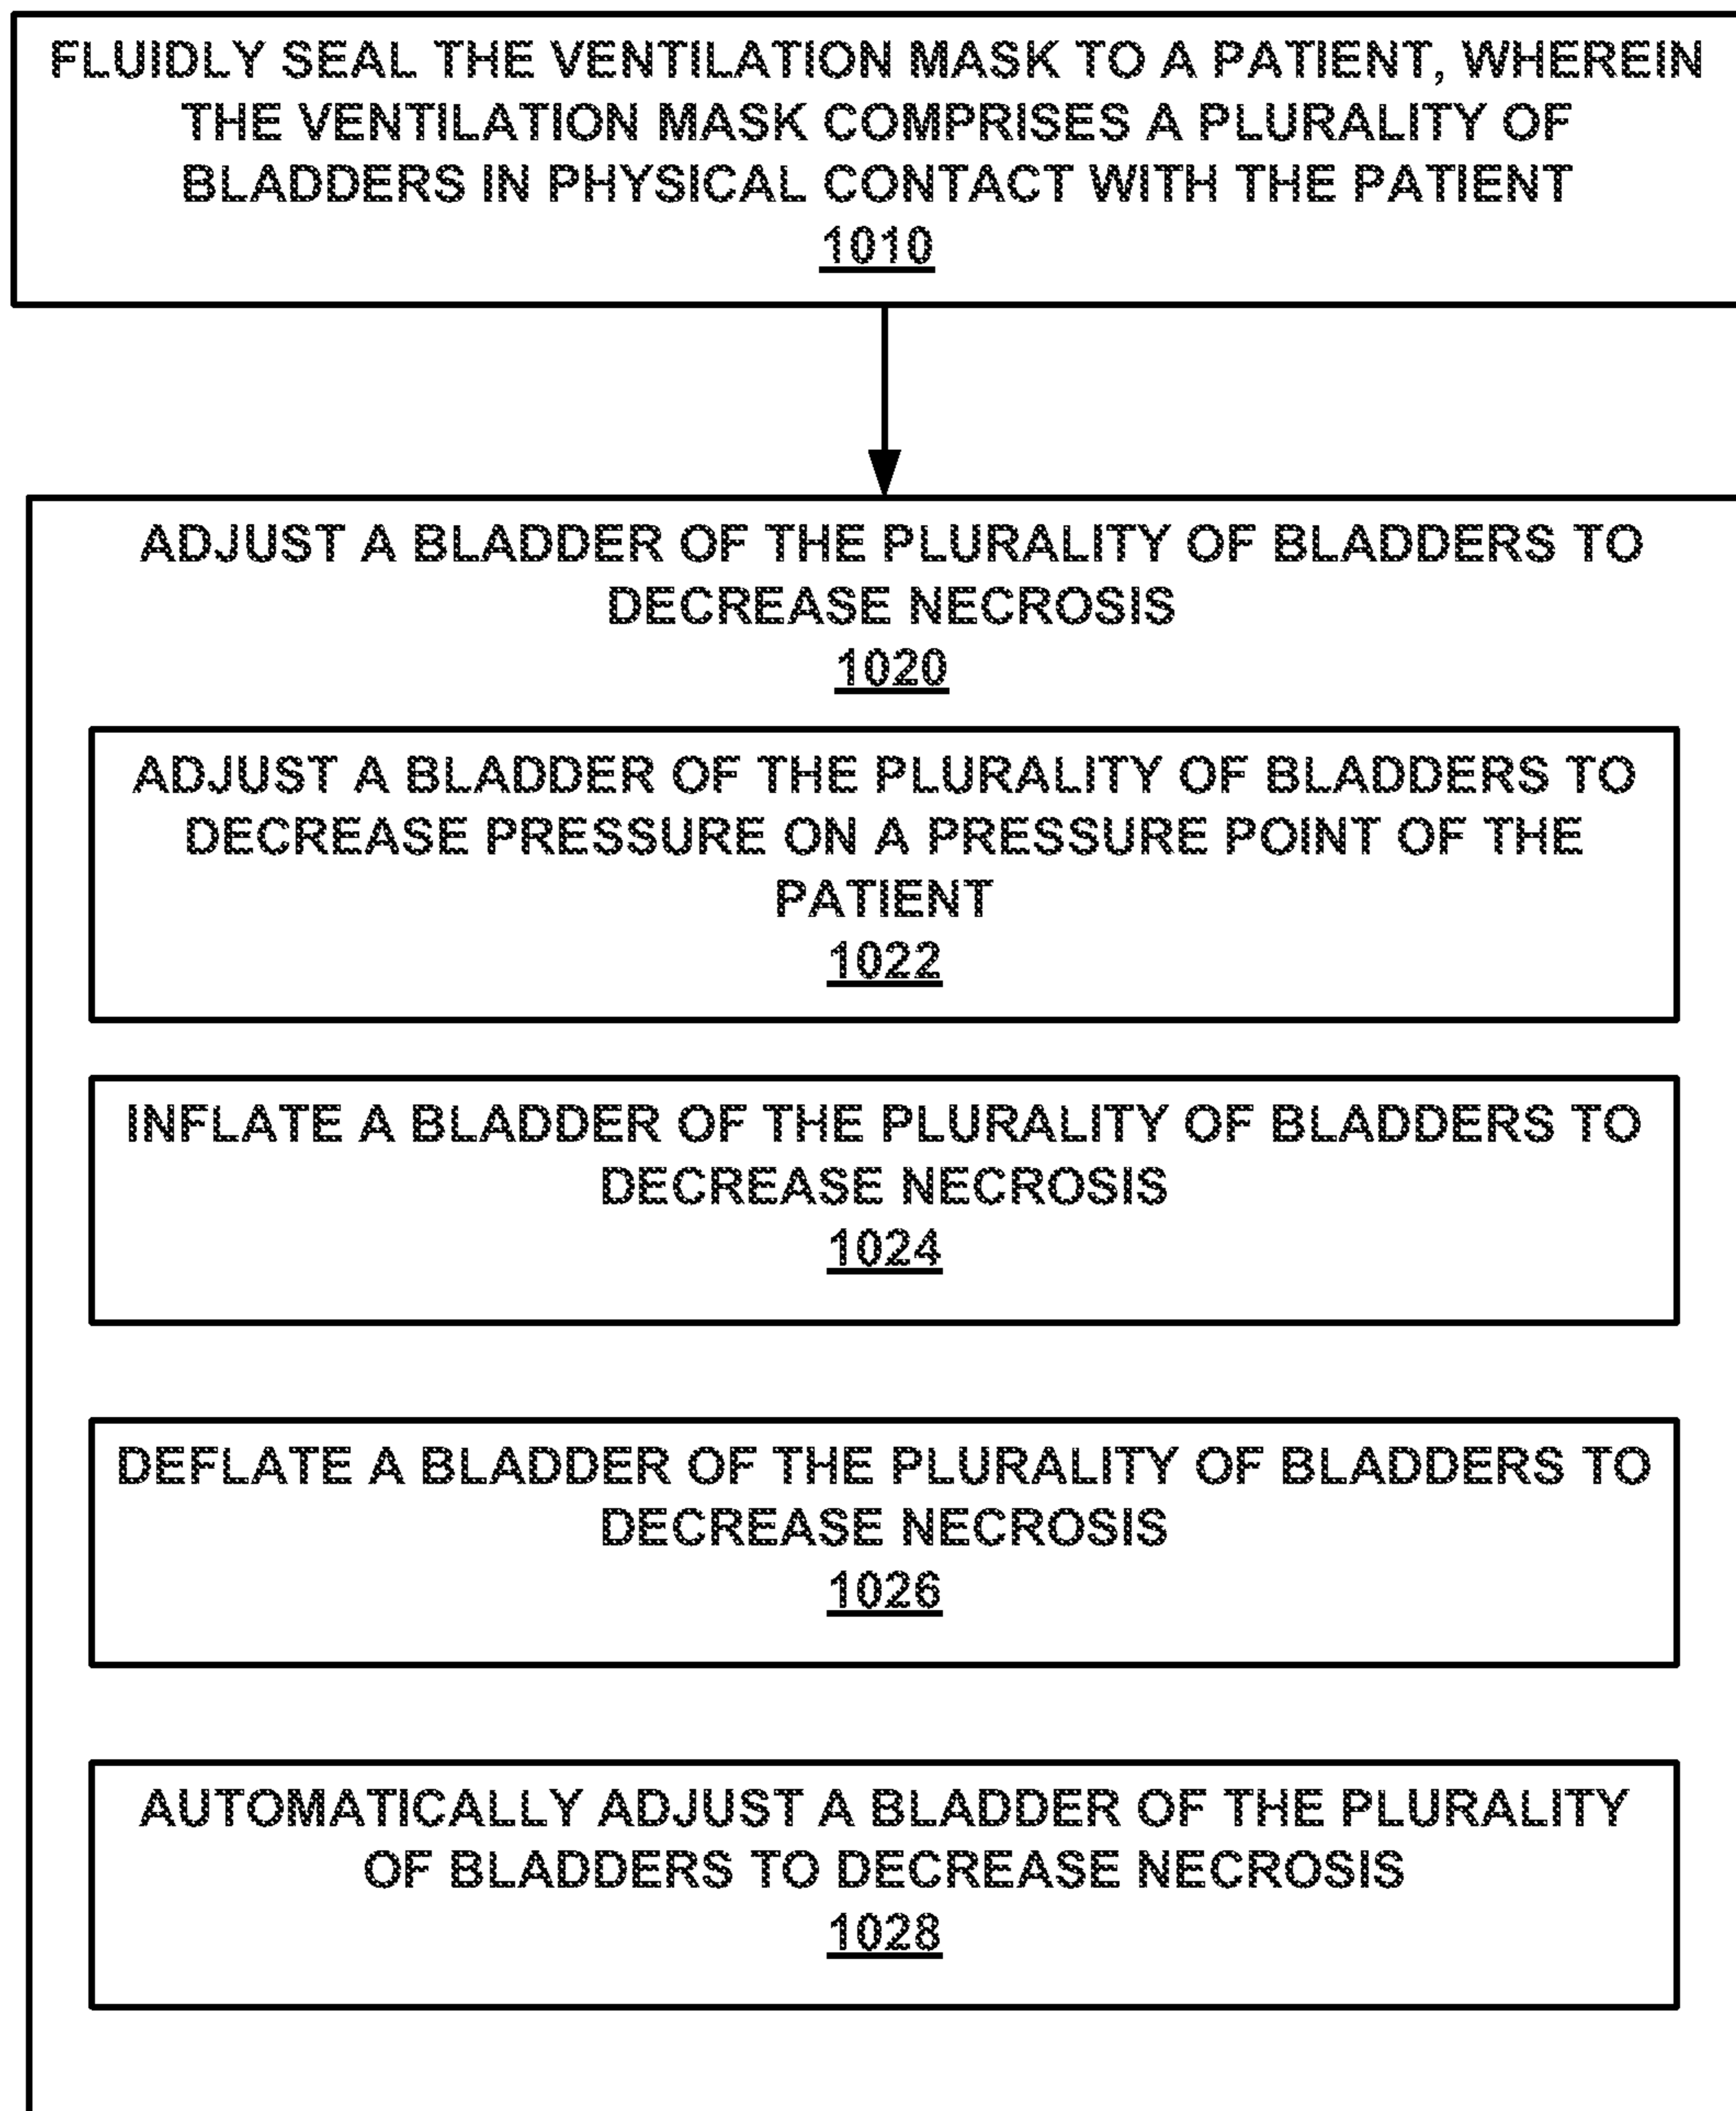 FLUIDLY SEAL THE VENTILATION MASK TO A PATIENT, WHEREIN
THE VENTILATION MASK COMPRISES A PLURALITY OF
BLADDERS IN PHYSICAL CONTACT WITH THE PATIENT
1010
ADJUST A BLADDER OF THE PLURALITY OF BLADDERS TO
DECREASE NECROSIS
1020
ADJUST A BLADDER OF THE PLURALITY OF BLADDERS TO
DECREASE PRESSURE ON A PRESSURE POINT OF THE
PATIENT
1022
INFLATE A BLADDER OF THE PLURALITY OF BLADDERS TO
DECREASE NECROSIS
1024
DEFLATE A BLADDER OF THE PLURALITY OF BLADDERS TO
DECREASE NECROSIS
1026
AUTOMATICALLY ADJUST A BLADDER OF THE PLURALITY
OF BLADDERS TO DECREASE NECROSIS
1028